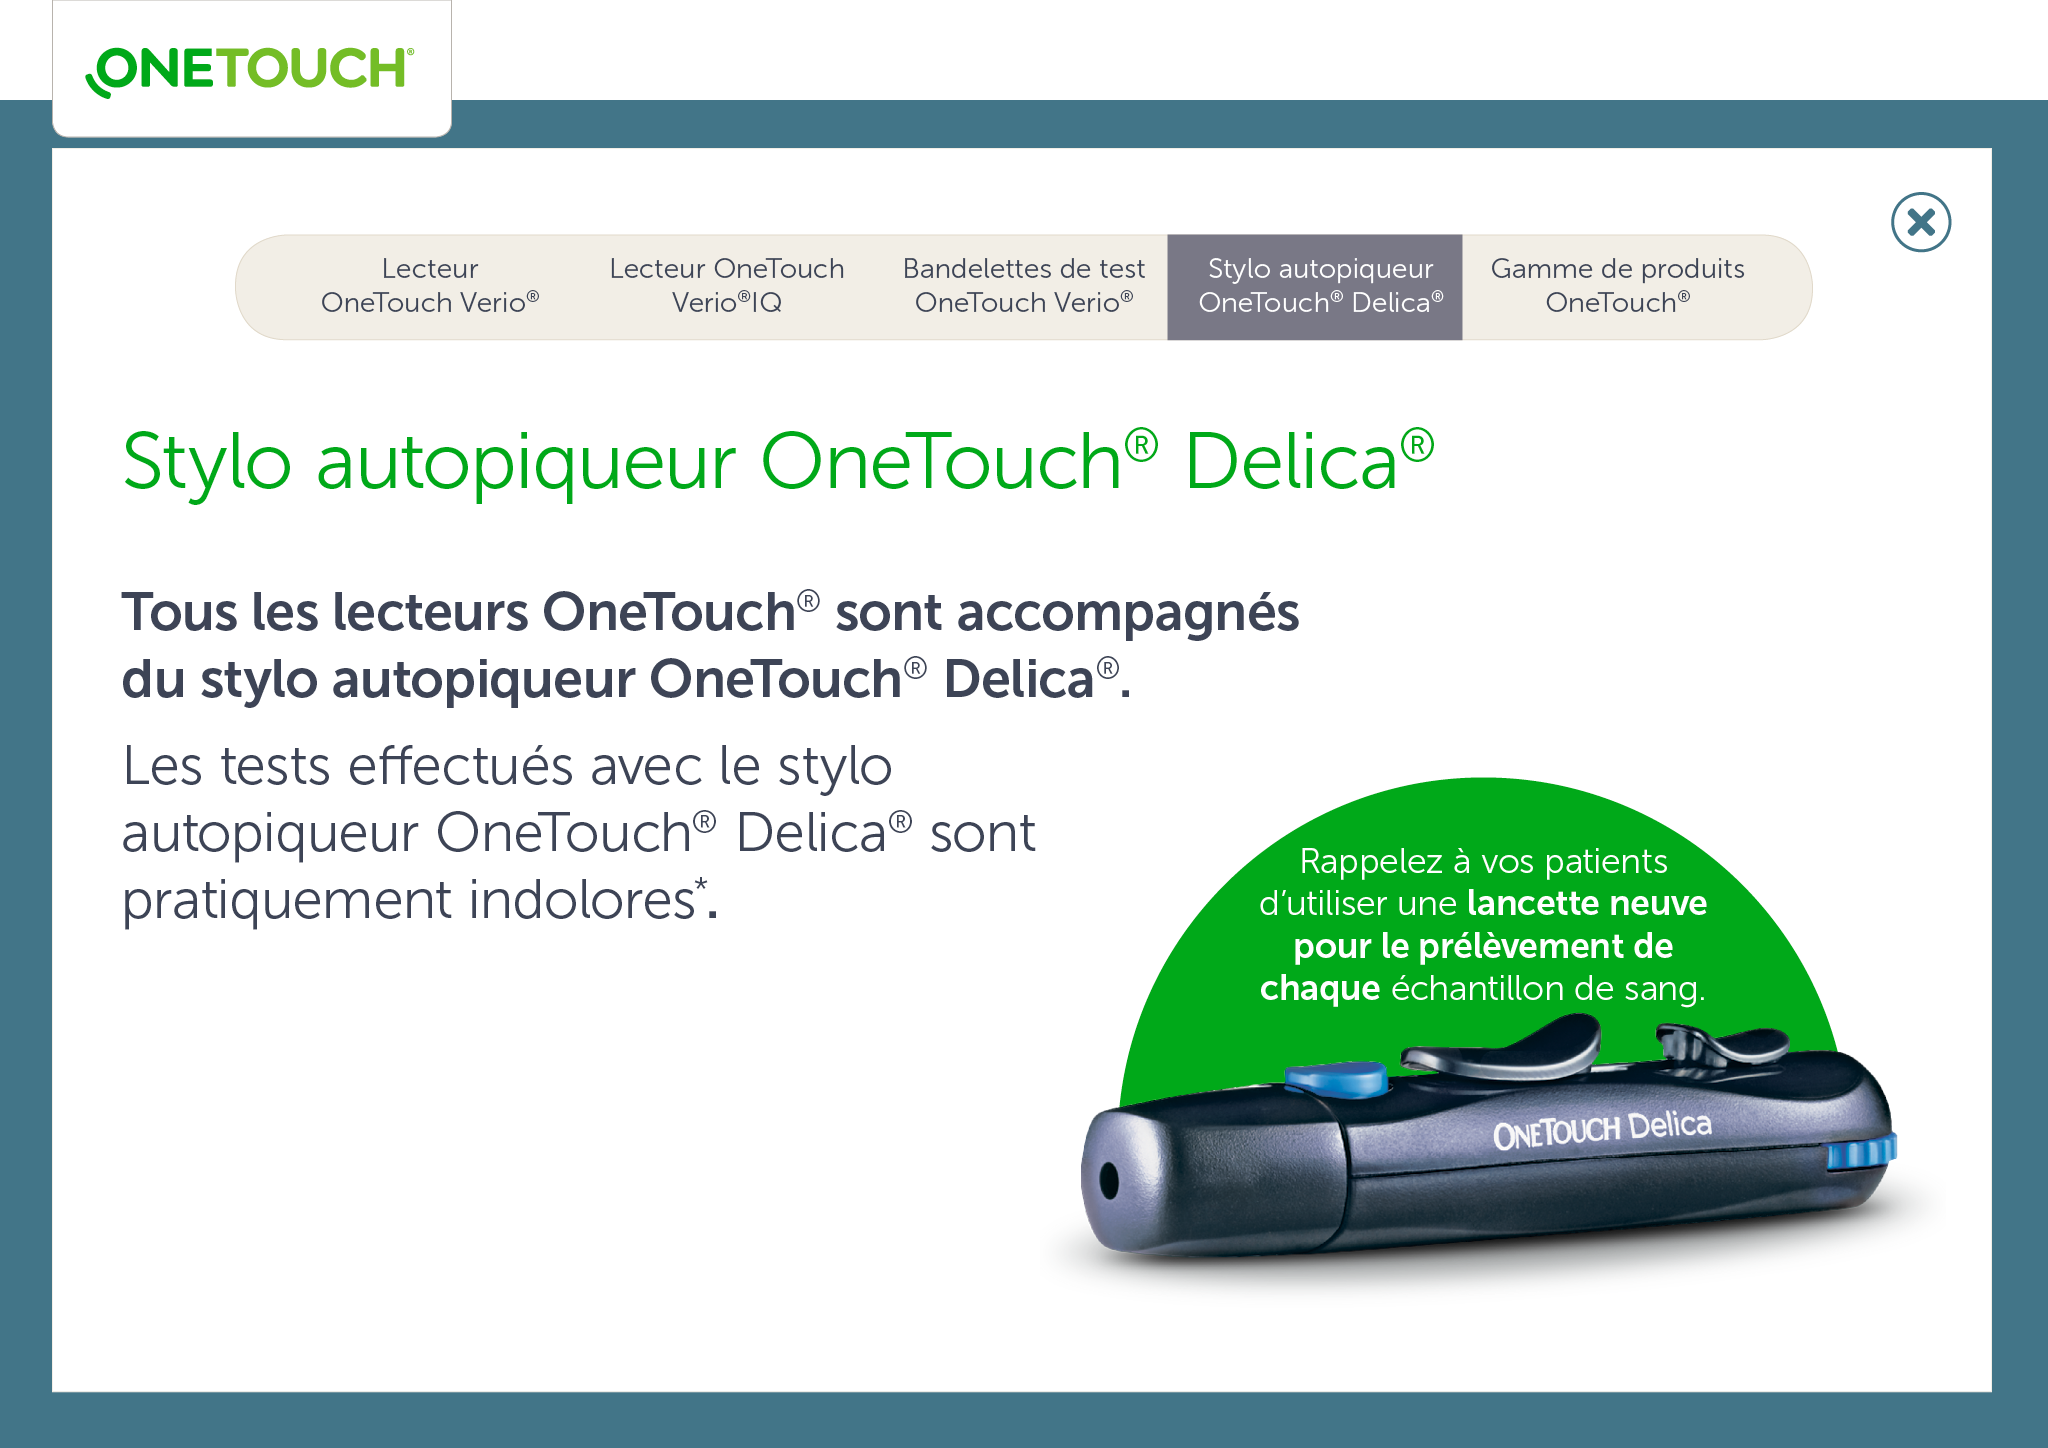 ONETOUCH®
Lecteur
OneTouch Verio®
Lecteur OneTouch
Verio®IQ
Bandelettes de test
OneTouch Verio®
Stylo autopiqueur
OneTouch® Delica®
Gamme de produits
OneTouch®
Stylo autopiqueur OneTouch® Delica®
Tous les lecteurs OneTouch® sont accompagnés
du stylo autopiqueur OneTouch® Delica®.
Les tests effectués avec le stylo
autopiqueur OneTouch® Delica® sont
pratiquement indolores*.
Rappelez à vos patients
d’utiliser une lancette neuve
pour le prélèvement de
chaque échantillon de sang.
ONETOUCH Delica